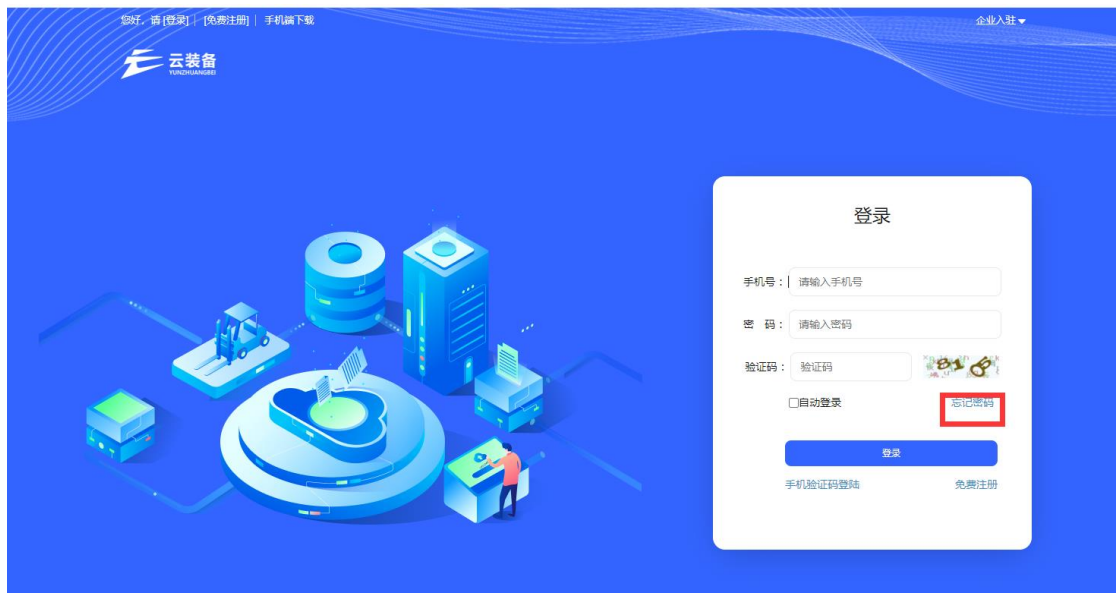 您好，请 [登录] | [免费注册] | 手机端下载
企业入驻
云装备
YUNZHUANGBEI
登录
手机号： 请输入手机号
密 码： 请输入密码
验证码： 验证码
自动登录 忘记密码
登录
手机验证码登陆 免费注册